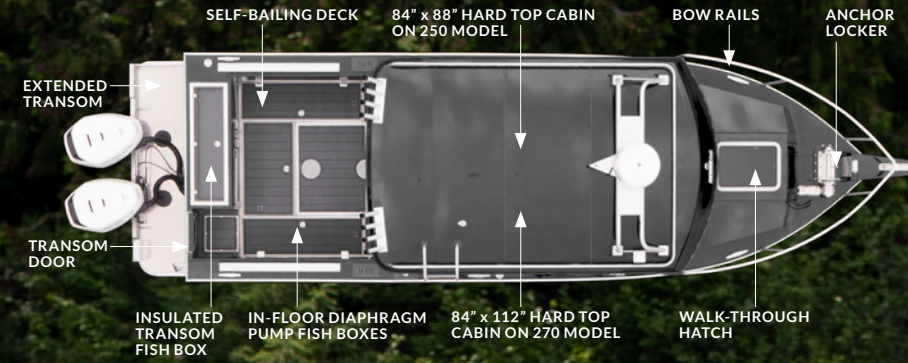 SELF-BAILING DECK
84” x 88” HARD TOP CABIN
ON 250 MODEL
BOW RAILS
ANCHOR
LOCKER
EXTENDED
TRANSOM
TRANSOM
DOOR
INSULATED
TRANSOM
FISH BOX
IN-FLOOR DIAPHRAGM
PUMP FISH BOXES
84” x 112” HARD TOP
CABIN ON 270 MODEL
WALK-THROUGH
HATCH